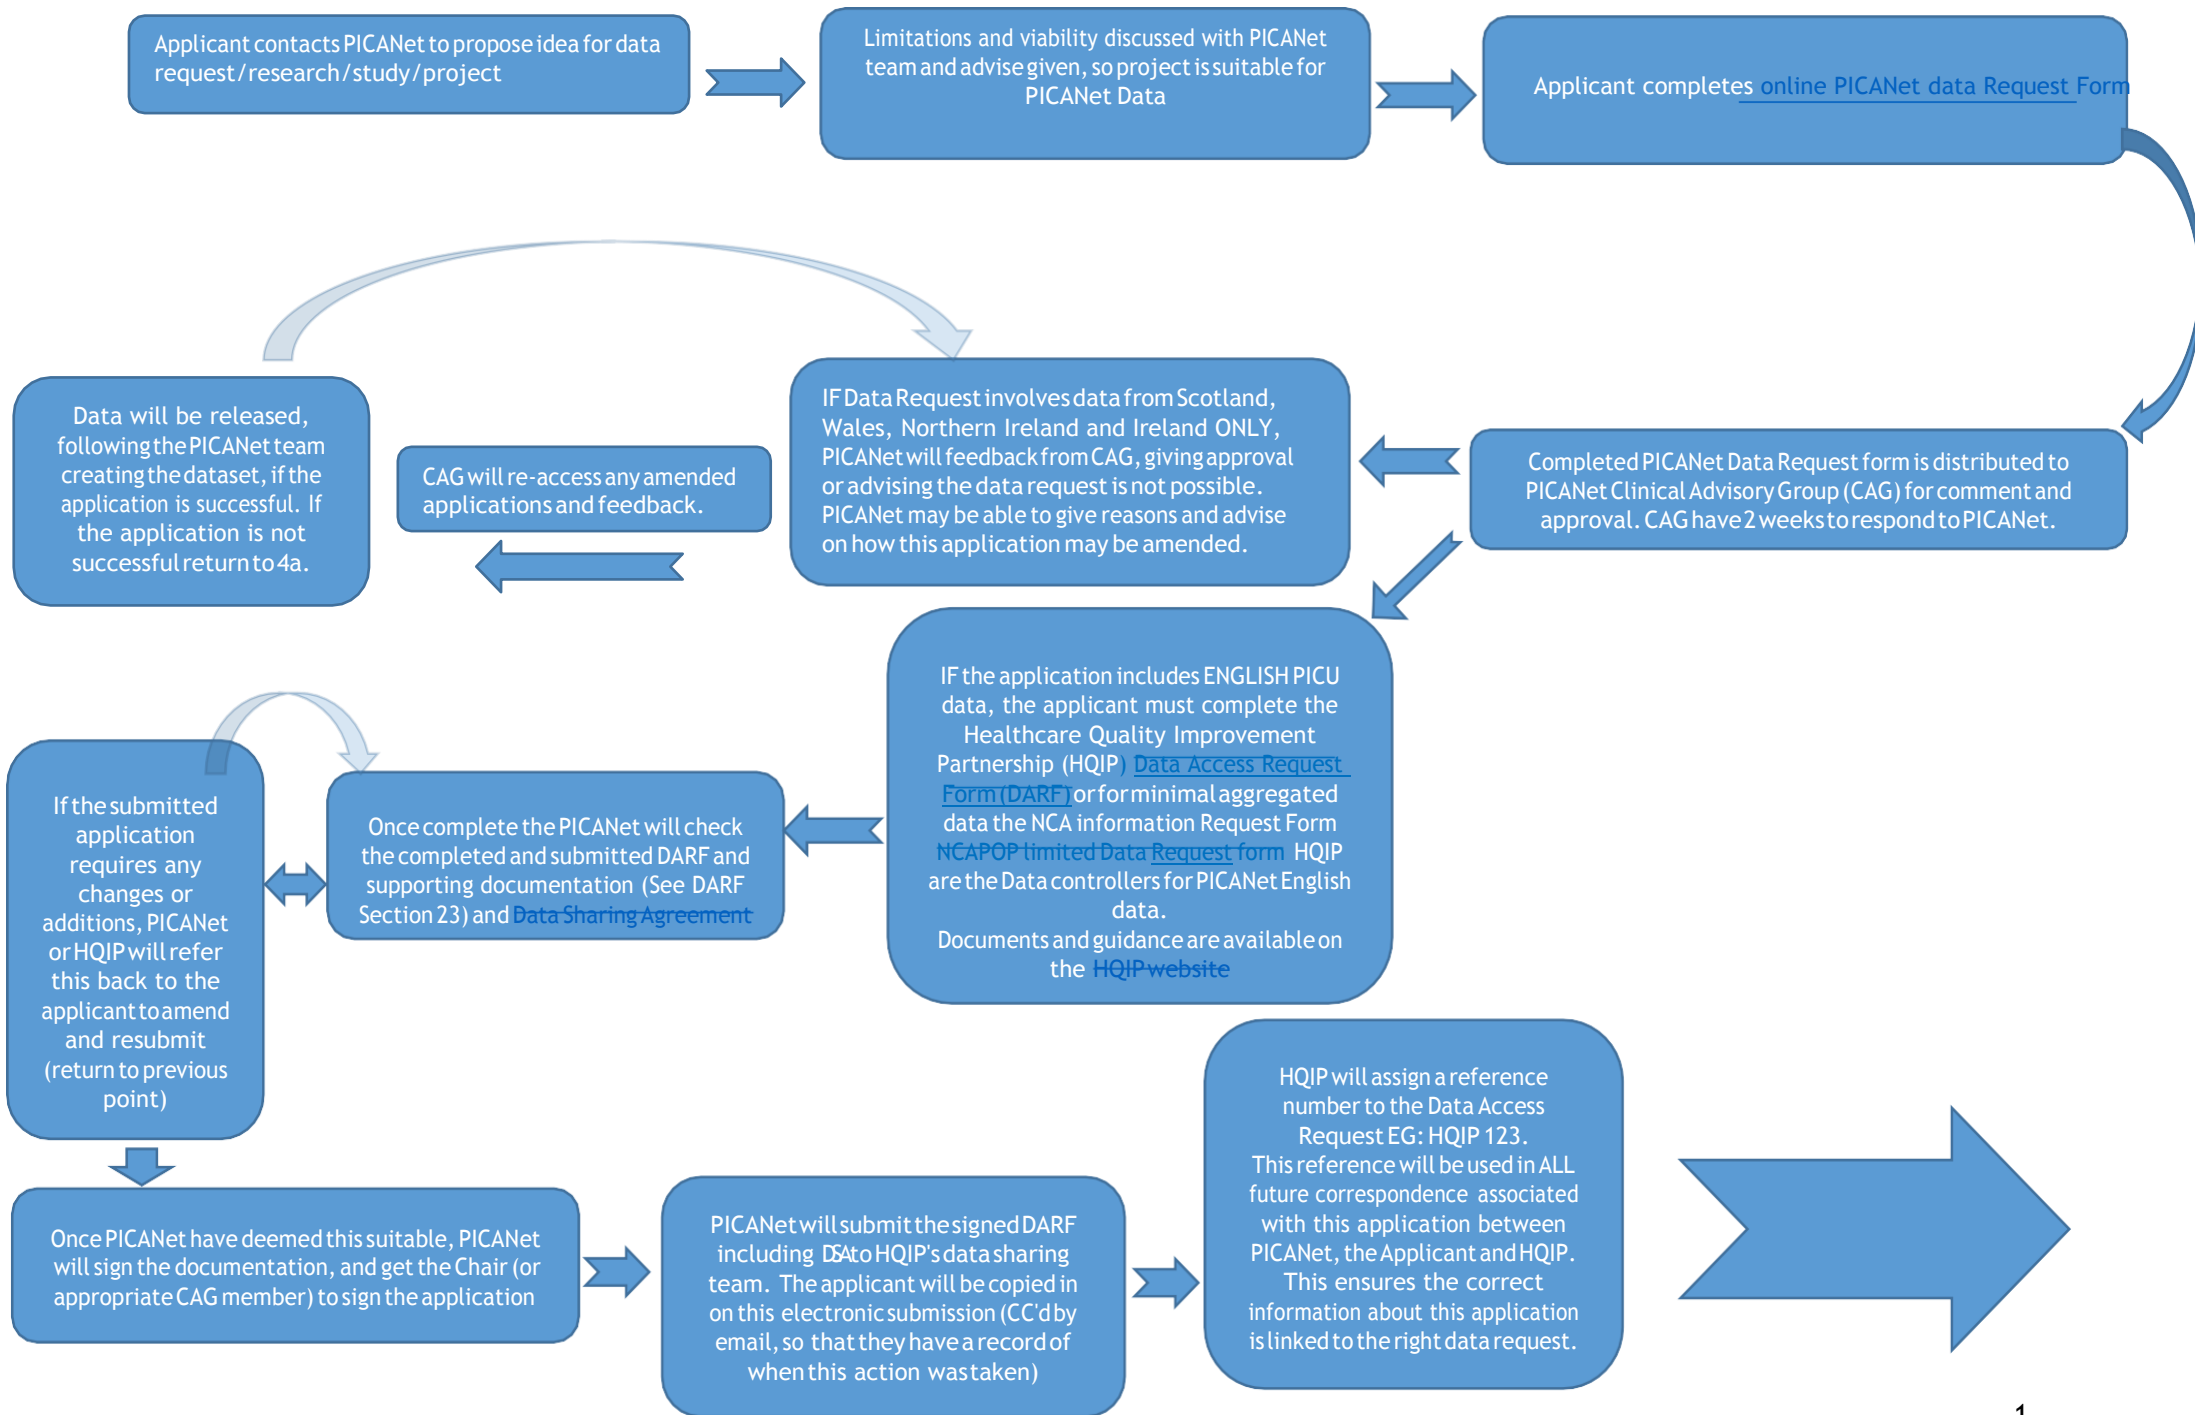 Applicant contacts PICANet to propose idea for data
request/research/study/project
Limitations and viability discussed with PICANet
team and advise given, so project is suitable for
PICANet Data
Applicant completes online PICANet data Request Form
Data will be released,
following the PICANet team
creating the dataset, if the
application is successful. If
the application is not
successful return to 4a.
CAG will re-access any amended
applications and feedback.
IF Data Request involves data from Scotland,
Wales, Northern Ireland and Ireland ONLY,
PICANet will feedback from CAG, giving approval
or advising the data request is not possible.
PICANet may be able to give reasons and advise
on how this application may be amended.
Completed PICANet Data Request form is distributed to
PICANet Clinical Advisory Group (CAG) for comment and
approval. CAG have 2 weeks to respond to PICANet.
IF the application includes ENGLISH PICU
data, the applicant must complete the
Healthcare Quality Improvement
Partnership (HQIP) Data Access Request
Form (DARF) or for minimal aggregated
data the NCA information Request Form
NCAPOP limited Data Request form HQIP
are the Data controllers for PICANet English
data.
Documents and guidance are available on
the HQIP website
Once complete the PICANet will check
the completed and submitted DARF and
supporting documentation (See DARF
Section 23) and Data Sharing Agreement
If the submitted
application
requires any
changes or
additions, PICANet
or HQIP will refer
this back to the
applicant to amend
and resubmit
(return to previous
point)
Once PICANet have deemed this suitable, PICANet
will sign the documentation, and get the Chair (or
appropriate CAG member) to sign the application
PICANet will submit the signed DARF
including DSA to HQIP's data sharing
team. The applicant will be copied in
on this electronic submission (CC'd by
email, so that they have a record of
when this action was taken)
HQIP will assign a reference
number to the Data Access
Request EG: HQIP 123.
This reference will be used in ALL
future correspondence associated
with this application between
PICANet, the Applicant and HQIP.
This ensures the correct
information about this application
is linked to the right data request.
1